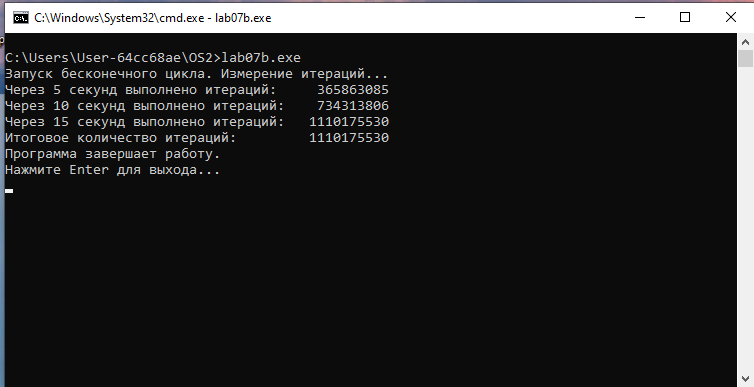 C:\Windows\System32\cmd.exe - lab07b.exe
C:\Users\User-64cc68ae\OS2>lab07b.exe
Запуск бесконечного цикла. Измерение итераций...
Через 5 секунд выполнено итераций:     365863085
Через 10 секунд выполнено итераций:    734313806
Через 15 секунд выполнено итераций:   1110175530
Итоговое количество итераций:         1110175530
Программа завершает работу.
Нажмите Enter для выхода...